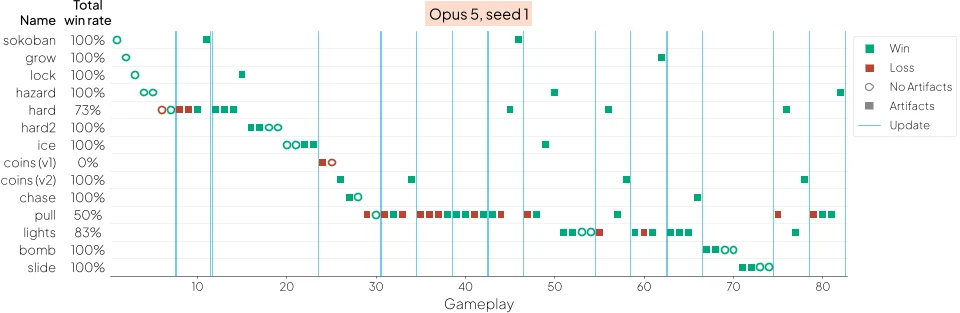 Opus 5, seed 1
Name Total win rate
sokoban 100%
grow 100%
lock 100%
hazard 100%
hard 73%
hard2 100%
ice 100%
coins (v1) 0%
coins (v2) 100%
chase 100%
pull 50%
lights 83%
bomb 100%
slide 100%
10 20 30 40 50 60 70 80
Gameplay
Win
Loss
No Artifacts
Artifacts
Update